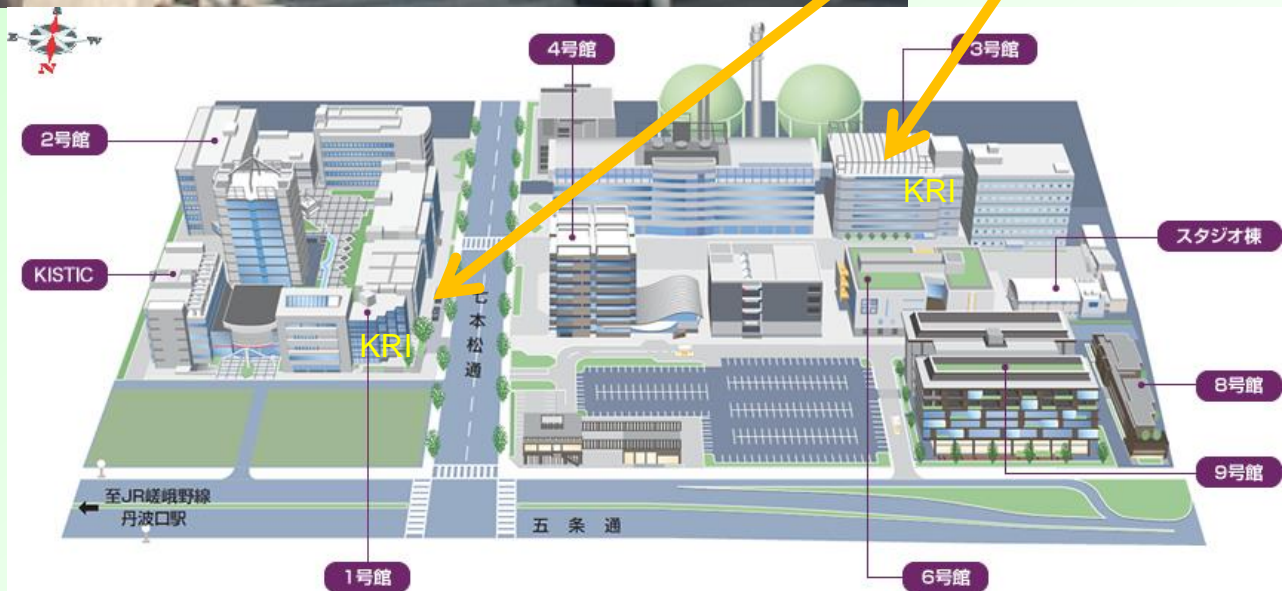 E
W
N
4号館
3号館
2号館
KRI
スタジオ棟
KISTIC
七本松通
KRI
8号館
9号館
至JR嵯峨野線
丹波口駅
五条通
1号館
6号館